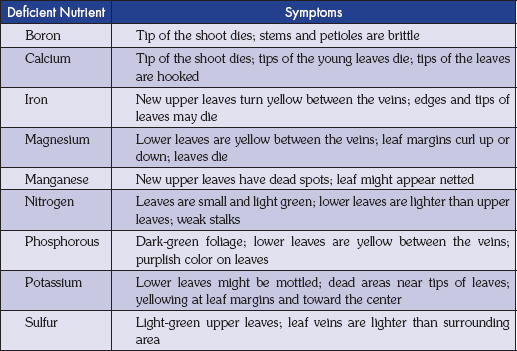 Deficient Nutrient Symptoms
Boron Tip of the shoot dies; stems and petioles are brittle
Calcium Tip of the shoot dies; tips of the young leaves die; tips of the leaves
are hooked
Iron New upper leaves turn yellow between the veins; edges and tips of
leaves may die
Magnesium Lower leaves are yellow between the veins; leaf margins curl up or
down; leaves die
Manganese New upper leaves have dead spots; leaf might appear netted
Nitrogen Leaves are small and light green; lower leaves are lighter than upper
leaves; weak stalks
Phosphorous Dark-green foliage; lower leaves are yellow between the veins;
purplish color on leaves
Potassium Lower leaves might be mottled; dead areas near tips of leaves;
yellowing at leaf margins and toward the center
Sulfur Light-green upper leaves; leaf veins are lighter than surrounding
area